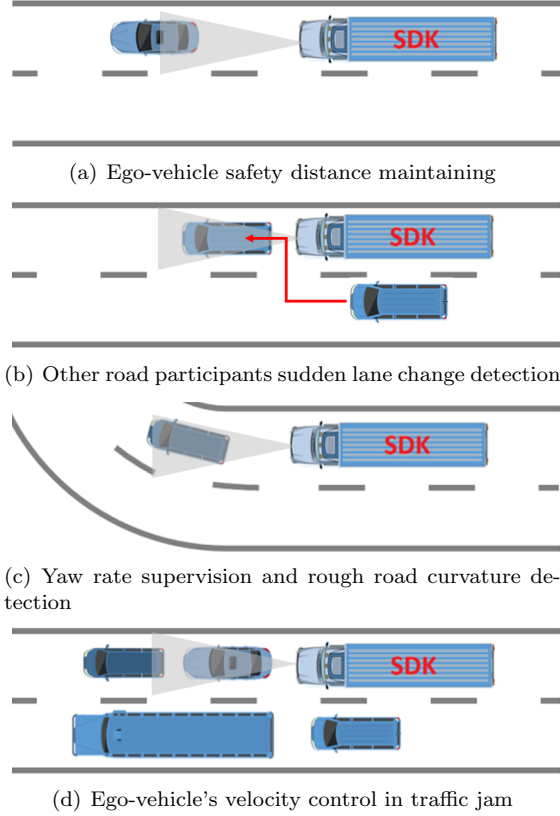 SDK
(a) Ego-vehicle safety distance maintaining
SDK
(b) Other road participants sudden lane change detection
SDK
(c) Yaw rate supervision and rough road curvature de-
tection
SDK
(d) Ego-vehicle's velocity control in traffic jam